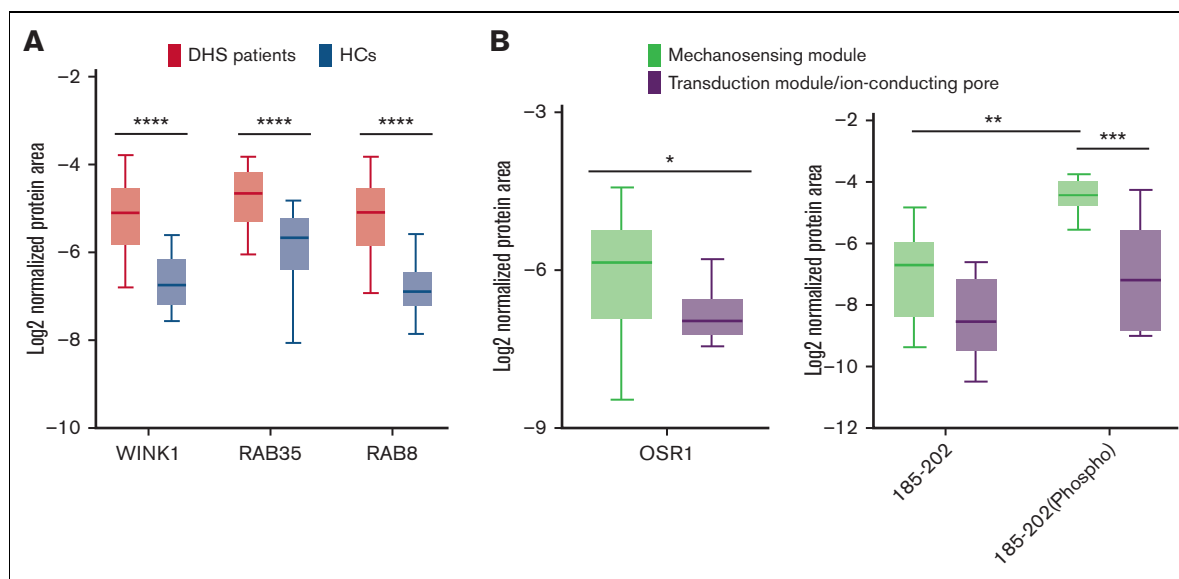 A
DHS patients
HCs
Log2 normalized protein area
−2
−4
−6
−8
−10
****
****
****
WINK1
RAB35
RAB8
B
Mechanosensing module
Transduction module/ion-conducting pore
Log2 normalized protein area
−3
−6
−9
*
OSR1
Log2 normalized protein area
−2
−4
−6
−8
−10
−12
**
***
185-202
185-202(Phospho)